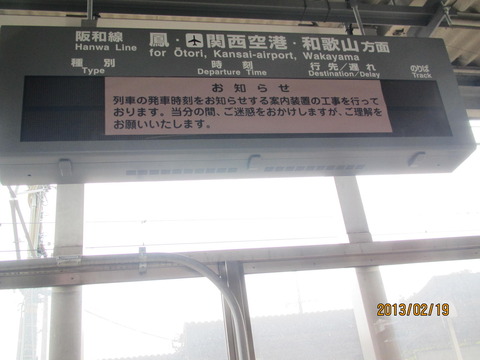 阪和線 鳳・関西空港・和歌山方面
Hanwa Line for Ōtori, Kansai-airport, Wakayama
種別 時刻 行先/遅れ のりば
Type Departure Time Destination/Delay Track
お知らせ
列車の発車時刻をお知らせする案内装置の工事を行って
おります。当分の間、ご迷惑をおかけしますが、ご理解を
お願いいたします。
2013/02/19